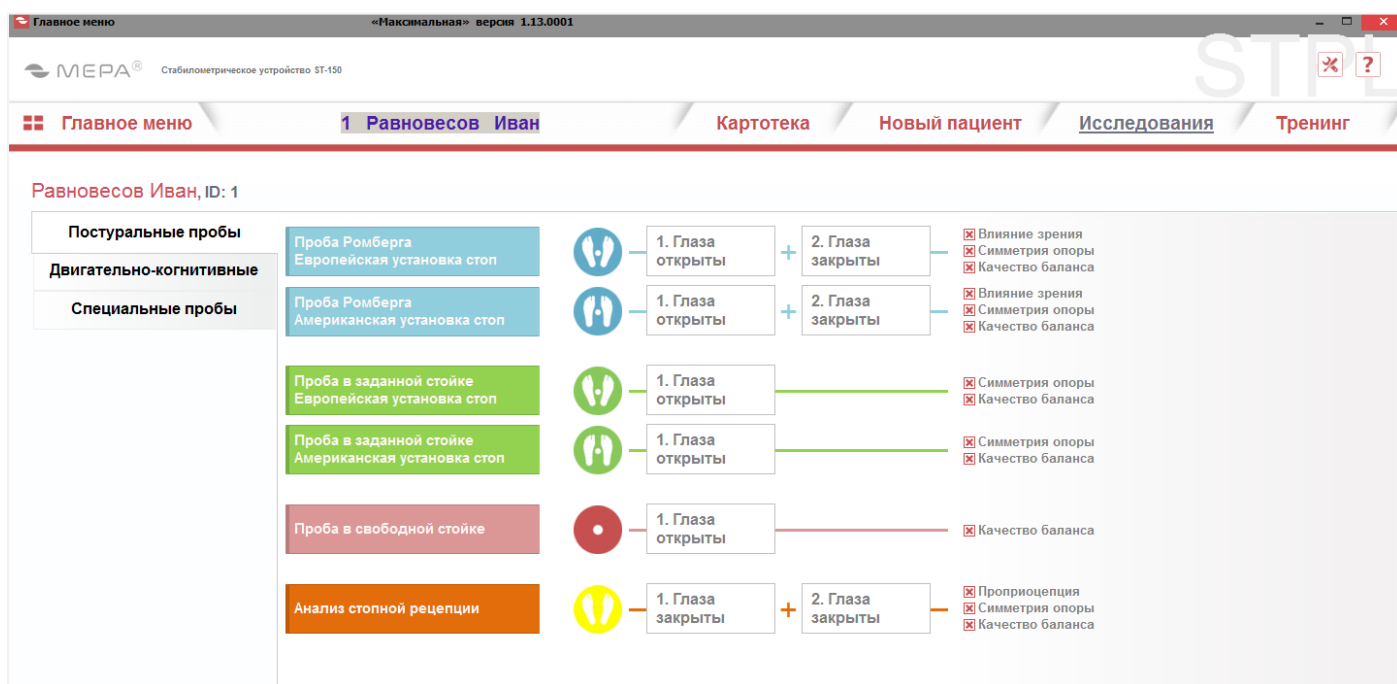 Главное меню «Максимальная» версия 1.13.0001
STPL
МЕРА® Стабилометрическое устройство ST-150
?
Главное меню 1 Равновесов Иван Картотека Новый пациент Исследования Тренинг
Равновесов Иван, ID: 1
Постуральные пробы
Двигательно-когнитивные
Специальные пробы
Проба Ромберга
Европейская установка стоп
1. Глаза
открыты
+
2. Глаза
закрыты
Влияние зрения
Симметрия опоры
Качество баланса
Проба Ромберга
Американская установка стоп
1. Глаза
открыты
+
2. Глаза
закрыты
Влияние зрения
Симметрия опоры
Качество баланса
Проба в заданной стойке
Европейская установка стоп
1. Глаза
открыты
Симметрия опоры
Качество баланса
Проба в заданной стойке
Американская установка стоп
1. Глаза
открыты
Симметрия опоры
Качество баланса
Проба в свободной стойке
1. Глаза
открыты
Качество баланса
Анализ стопной рецепции
1. Глаза
закрыты
+
2. Глаза
закрыты
Проприоцепция
Симметрия опоры
Качество баланса